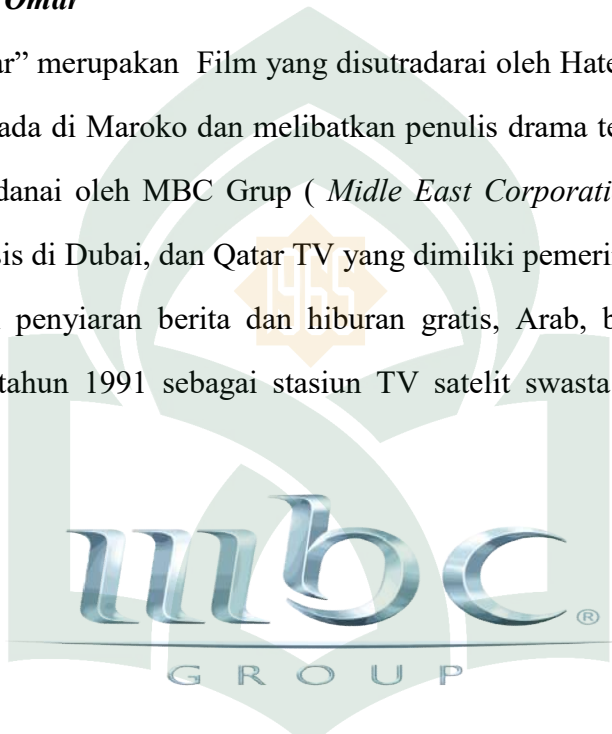 Omar
ar” merupakan Film yang disutradarai oleh Hate
ada di Maroko dan melibatkan penulis drama te
danai oleh MBC Grup ( Midle East Corporati
sis di Dubai, dan Qatar TV yang dimiliki pemeri
penyiaran berita dan hiburan gratis, Arab, b
tahun 1991 sebagai stasiun TV satelit swasta
1965
mbc®
GROUP